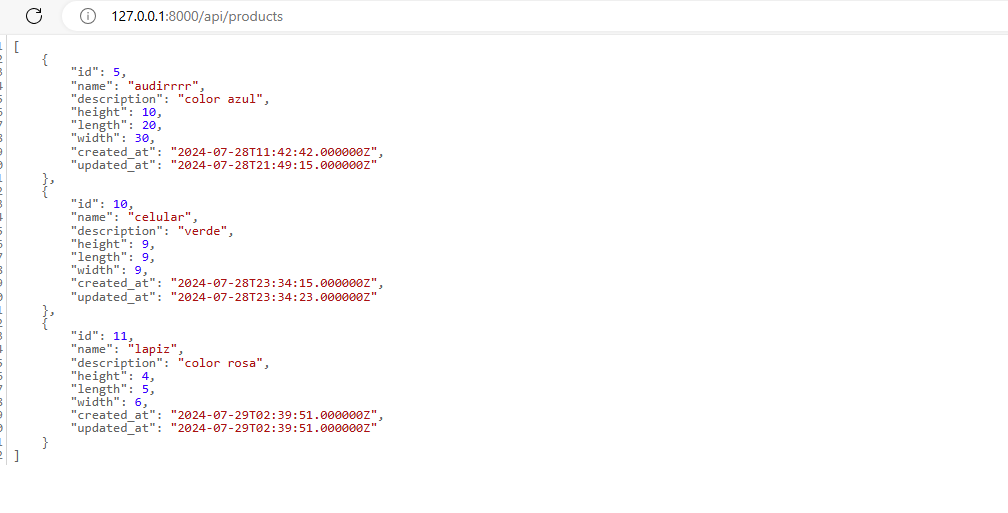 127.0.0.1:8000/api/products
[
{
"id": 5,
"name": "audirrrr",
"description": "color azul",
"height": 10,
"length": 20,
"width": 30,
"created_at": "2024-07-28T11:42:42.000000Z",
"updated_at": "2024-07-28T21:49:15.000000Z"
},
{
"id": 10,
"name": "celular",
"description": "verde",
"height": 9,
"length": 9,
"width": 9,
"created_at": "2024-07-28T23:34:15.000000Z",
"updated_at": "2024-07-28T23:34:23.000000Z"
},
{
"id": 11,
"name": "lapiz",
"description": "color rosa",
"height": 4,
"length": 5,
"width": 6,
"created_at": "2024-07-29T02:39:51.000000Z",
"updated_at": "2024-07-29T02:39:51.000000Z"
}
]